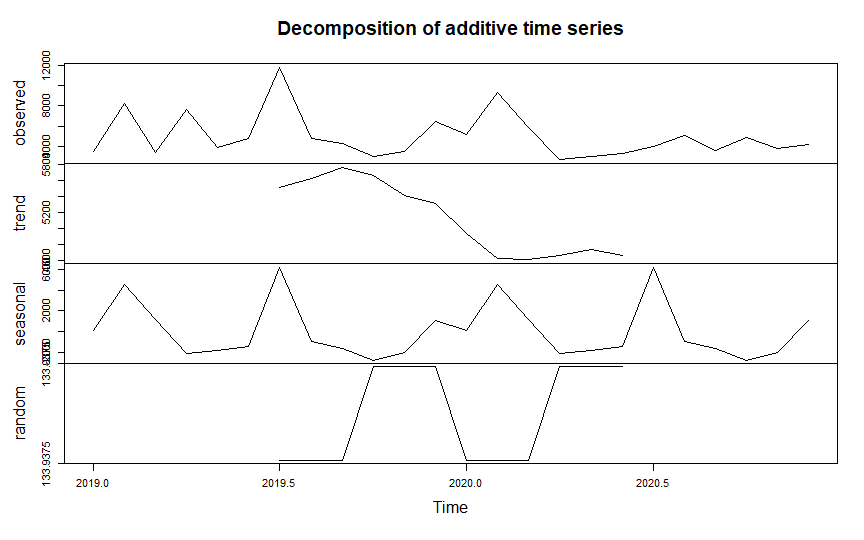 Decomposition of additive time series
observed
12000
8000
trend
5200
seasonal
2000
random
133.9375
2019.0
2019.5
2020.0
2020.5
Time